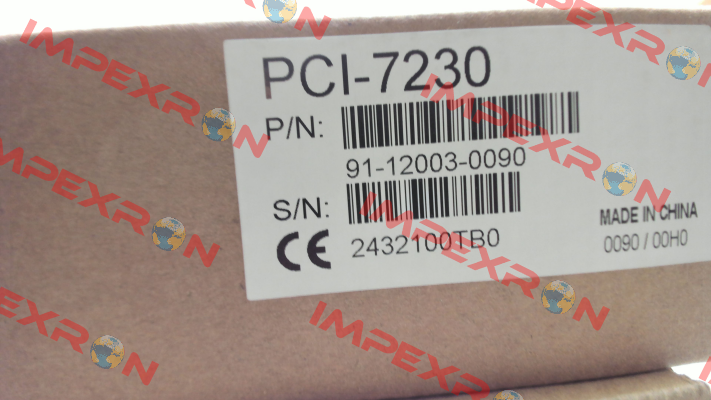 PCI-7230
P/N:
91-12003-0090
S/N:
2432100TB0
CE
MADE IN CHINA
0090 / 00H0
IMPEXRON
IMPEXRON
IMPEXRON
IMPEXRON
IMPEXRON
IMPEXRON
IMPEXRON